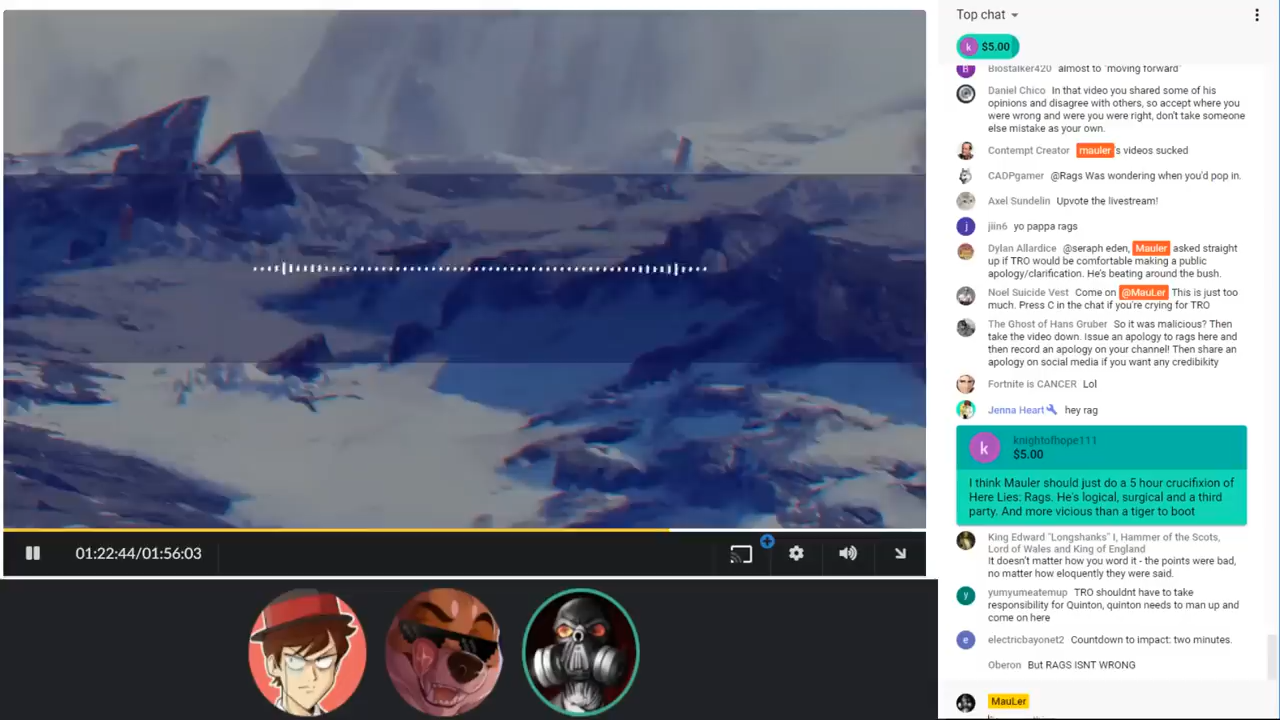 Top chat
k $5.00
Biostalker420 almost to "moving forward"
Daniel Chico In that video you shared some of his
opinions and disagree with others, so accept where you
were wrong and were you were right, don't take someone
else mistake as your own.
Contempt Creator mauler 's videos sucked
CADPgamer @Rags Was wondering when you'd pop in.
Axel Sundelin Upvote the livestream!
j jiin6 yo pappa rags
Dylan Allardice @seraph eden, Mauler asked straight
up if TRO would be comfortable making a public
apology/clarification. He's beating around the bush.
Noel Suicide Vest Come on @MauLer This is just too
much. Press C in the chat if you're crying for TRO
The Ghost of Hans Gruber So it was malicious? Then
take the video down. Issue an apology to rags here and
then record an apology on your channel! Then share an
apology on social media if you want any credibikity
Fortnite is CANCER Lol
Jenna Heart hey rag
k knightofhope111
$5.00
I think Mauler should just do a 5 hour crucifixion of
Here Lies: Rags. He's logical, surgical and a third
party. And more vicious than a tiger to boot
King Edward "Longshanks" I, Hammer of the Scots,
Lord of Wales and King of England
It doesn't matter how you word it - the points were bad,
no matter how eloquently they were said.
y yumyumeatemup TRO shouldnt have to take
responsibility for Quinton, quinton needs to man up and
come on here
e electricbayonet2 Countdown to impact: two minutes.
Oberon But RAGS ISNT WRONG
MauLer
01:22:44/01:56:03